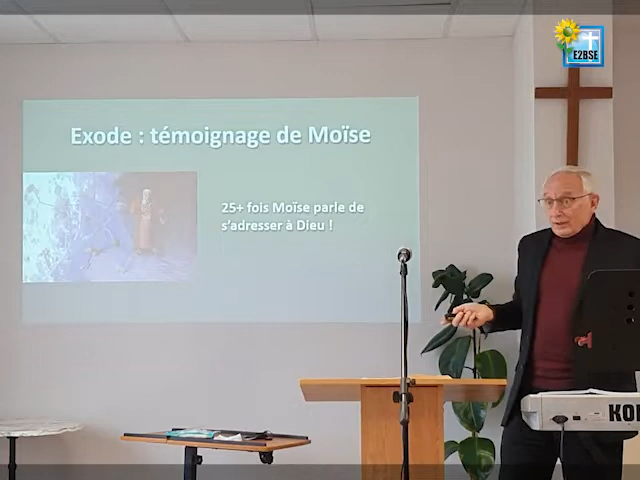 E2BSE
Exode : témoignage de Moïse
25+ fois Moïse parle de
s'adresser à Dieu !
KO